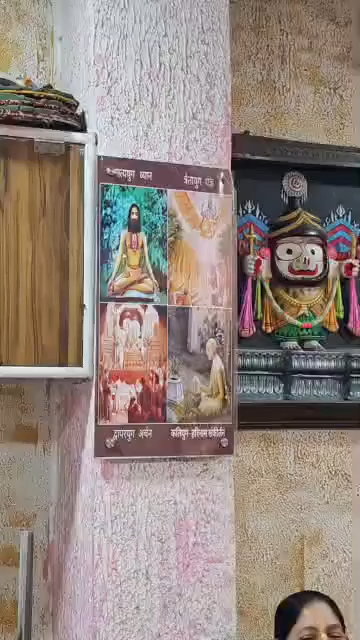 सत्ययुग ध्यान
त्रेतायुग यज्ञ
द्वापरयुग अर्चन
कलियुग-हरिनाम संकीर्तन